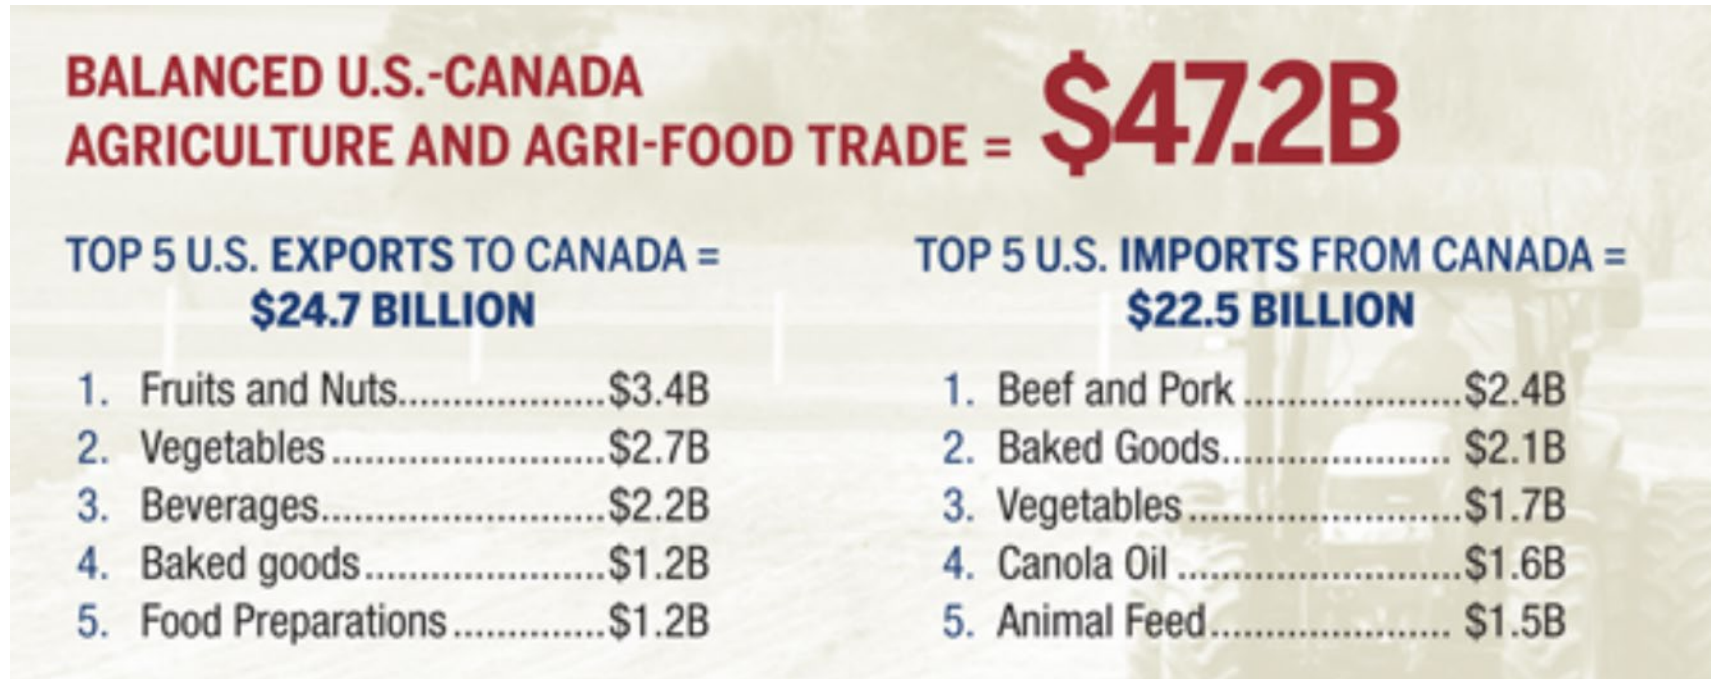 BALANCED U.S.-CANADA
AGRICULTURE AND AGRI-FOOD TRADE = $47.2B
TOP 5 U.S. EXPORTS TO CANADA =
$24.7 BILLION
1. Fruits and Nuts...................$3.4B
2. Vegetables.........................$2.7B
3. Beverages..........................$2.2B
4. Baked goods......................$1.2B
5. Food Preparations..............$1.2B
TOP 5 U.S. IMPORTS FROM CANADA =
$22.5 BILLION
1. Beef and Pork....................$2.4B
2. Baked Goods..................... $2.1B
3. Vegetables.........................$1.7B
4. Canola Oil..........................$1.6B
5. Animal Feed...................... $1.5B